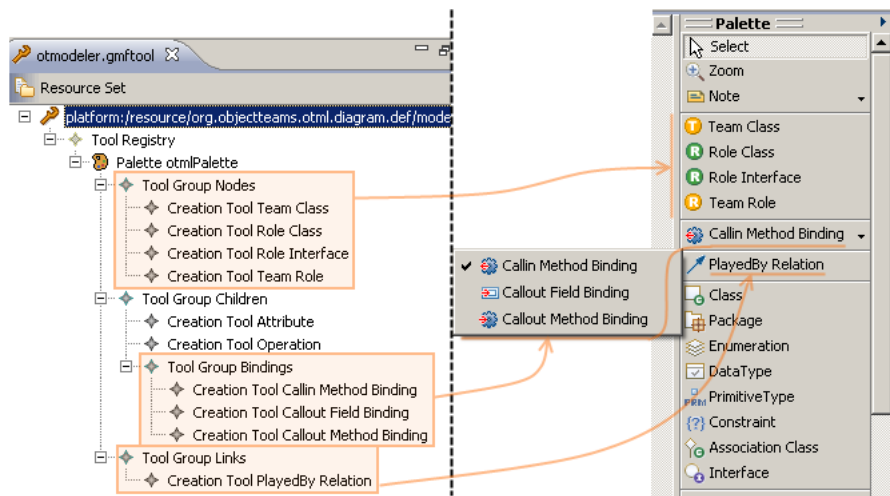 otmodeler.gmftool
Resource Set
platform:/resource/org.objectteams.otml.diagram.def/mode
Tool Registry
Palette otmlPalette
Tool Group Nodes
Creation Tool Team Class
Creation Tool Role Class
Creation Tool Role Interface
Creation Tool Team Role
Tool Group Children
Creation Tool Attribute
Creation Tool Operation
Tool Group Bindings
Creation Tool Callin Method Binding
Creation Tool Callout Field Binding
Creation Tool Callout Method Binding
Tool Group Links
Creation Tool PlayedBy Relation
Callin Method Binding
Callout Field Binding
Callout Method Binding
Palette
Select
Zoom
Note
T Team Class
R Role Class
R Role Interface
R Team Role
Callin Method Binding
PlayedBy Relation
Class
Package
Enumeration
DataType
PRM PrimitiveType
{?} Constraint
Association Class
Interface